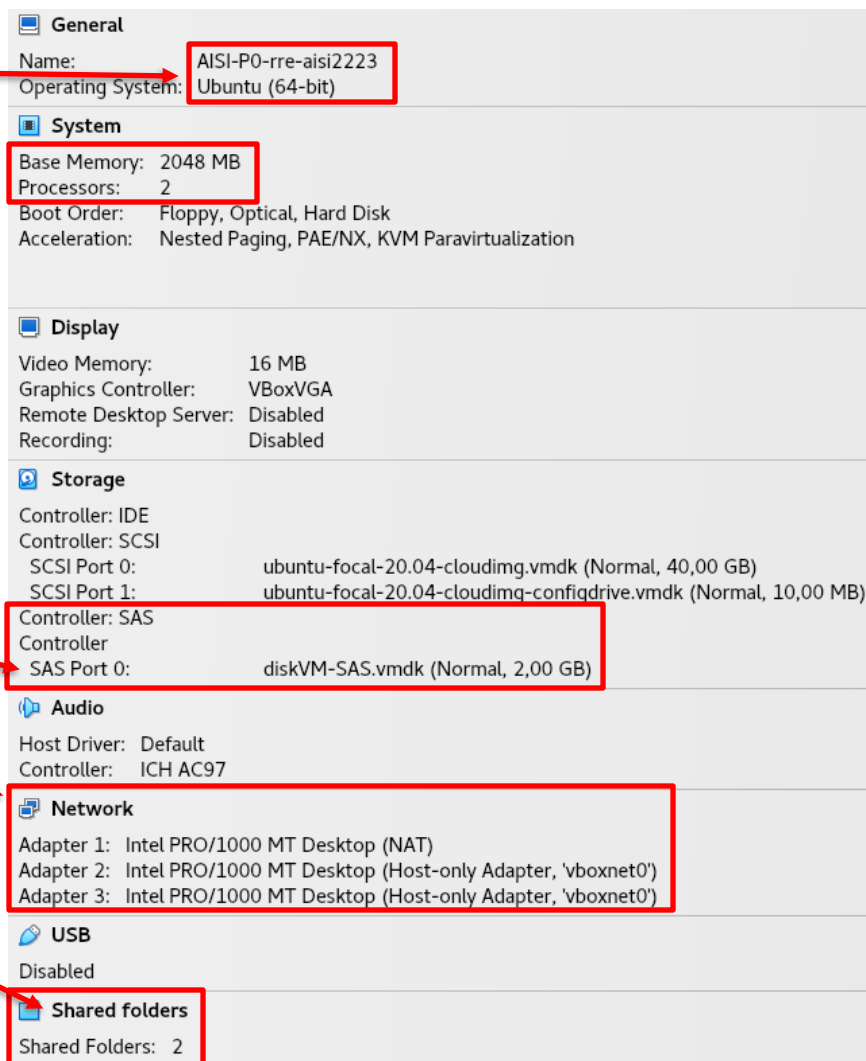 General
Name: AISI-P0-rre-aisi2223
Operating System: Ubuntu (64-bit)
System
Base Memory: 2048 MB
Processors: 2
Boot Order: Floppy, Optical, Hard Disk
Acceleration: Nested Paging, PAE/NX, KVM Paravirtualization
Display
Video Memory: 16 MB
Graphics Controller: VBoxVGA
Remote Desktop Server: Disabled
Recording: Disabled
Storage
Controller: IDE
Controller: SCSI
SCSI Port 0: ubuntu-focal-20.04-cloudimg.vmdk (Normal, 40,00 GB)
SCSI Port 1: ubuntu-focal-20.04-cloudimg-configdrive.vmdk (Normal, 10,00 MB)
Controller: SAS
Controller
SAS Port 0: diskVM-SAS.vmdk (Normal, 2,00 GB)
Audio
Host Driver: Default
Controller: ICH AC97
Network
Adapter 1: Intel PRO/1000 MT Desktop (NAT)
Adapter 2: Intel PRO/1000 MT Desktop (Host-only Adapter, 'vboxnet0')
Adapter 3: Intel PRO/1000 MT Desktop (Host-only Adapter, 'vboxnet0')
USB
Disabled
Shared folders
Shared Folders: 2